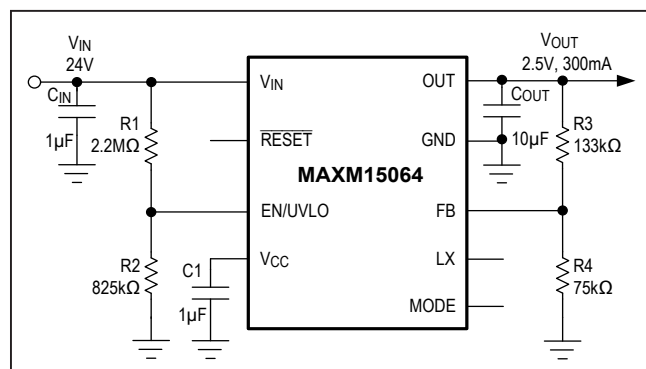 VIN
24V
CIN
1µF
R1
2.2MΩ
R2
825kΩ
C1
1µF
VIN
RESET
EN/UVLO
VCC
MAXM15064
OUT
GND
FB
LX
MODE
VOUT
2.5V, 300mA
COUT
10µF
R3
133kΩ
R4
75kΩ